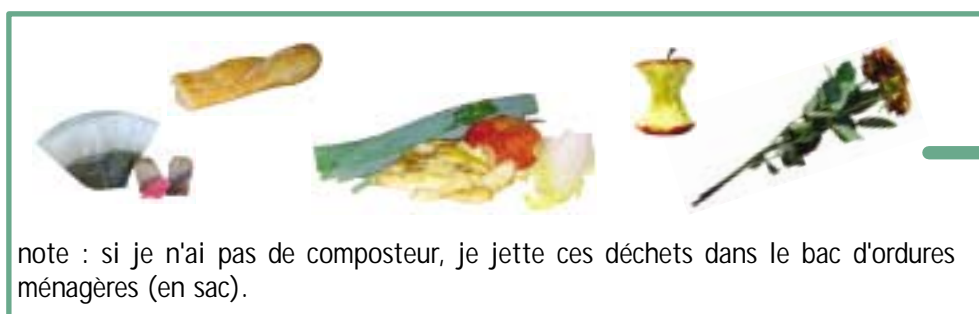 note : si je n'ai pas de composteur, je jette ces déchets dans le bac d'ordures
ménagères (en sac).